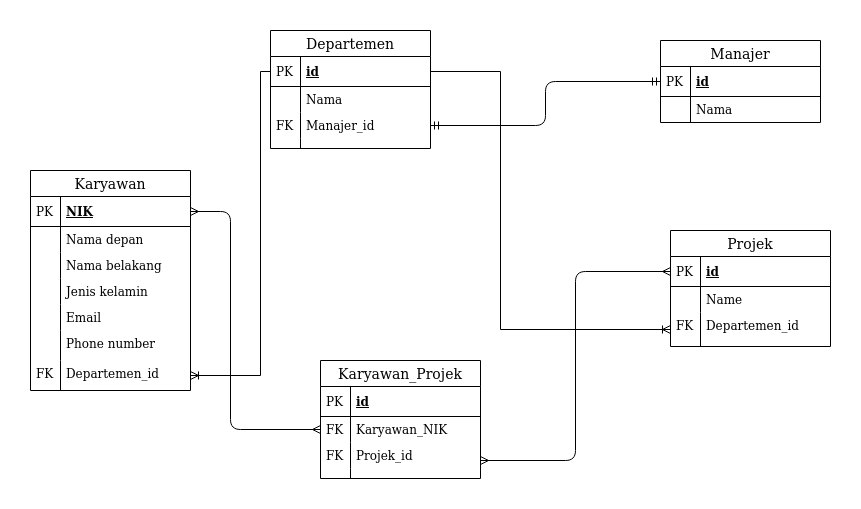 Departemen
PK id
Nama
FK Manajer_id
Manajer
PK id
Nama
Karyawan
PK NIK
Nama depan
Nama belakang
Jenis kelamin
Email
Phone number
FK Departemen_id
Projek
PK id
Name
FK Departemen_id
Karyawan_Projek
PK id
FK Karyawan_NIK
FK Projek_id